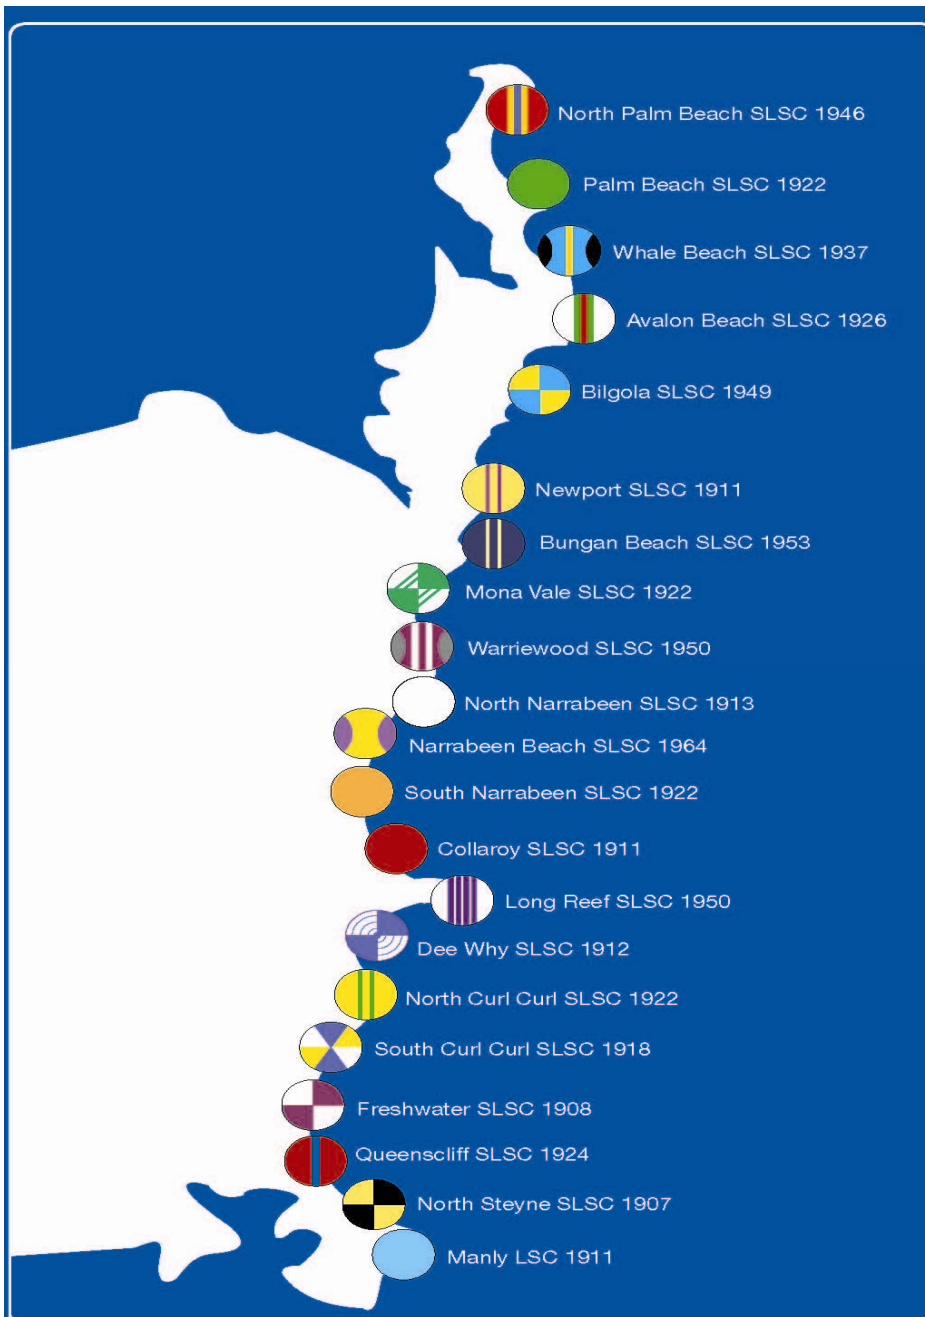 North Palm Beach SLSC 1946
Palm Beach SLSC 1922
Whale Beach SLSC 1937
Avalon Beach SLSC 1926
Bilgola SLSC 1949
Newport SLSC 1911
Bungan Beach SLSC 1953
Mona Vale SLSC 1922
Warriewood SLSC 1950
North Narrabeen SLSC 1913
Narrabeen Beach SLSC 1964
South Narrabeen SLSC 1922
Collaroy SLSC 1911
Long Reef SLSC 1950
Dee Why SLSC 1912
North Curl Curl SLSC 1922
South Curl Curl SLSC 1918
Freshwater SLSC 1908
Queenscliff SLSC 1924
North Steyne SLSC 1907
Manly LSC 1911